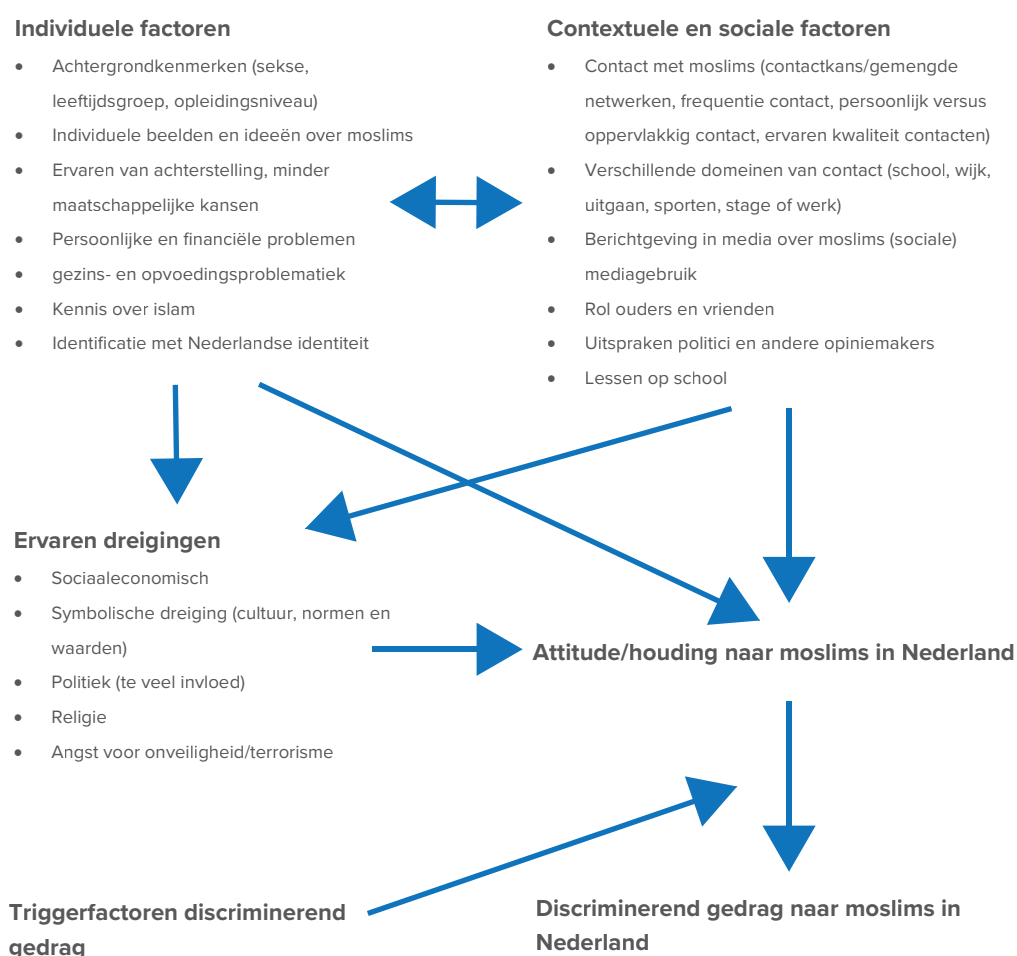 Individuele factoren
• Achtergrondkenmerken (sekse,
leeftijdsgroep, opleidingsniveau)
• Individuele beelden en ideeën over moslims
• Ervaren van achterstelling, minder
maatschappelijke kansen
• Persoonlijke en financiële problemen
• gezins- en opvoedingsproblematiek
• Kennis over islam
• Identificatie met Nederlandse identiteit
Contextuele en sociale factoren
• Contact met moslims (contactkans/gemengde
netwerken, frequentie contact, persoonlijk versus
oppervlakkig contact, ervaren kwaliteit contacten)
• Verschillende domeinen van contact (school, wijk,
uitgaan, sporten, stage of werk)
• Berichtgeving in media over moslims (sociale)
mediagebruik
• Rol ouders en vrienden
• Uitspraken politici en andere opiniemakers
• Lessen op school
Ervaren dreigingen
• Sociaaleconomisch
• Symbolische dreiging (cultuur, normen en
waarden)
• Politiek (te veel invloed)
• Religie
• Angst voor onveiligheid/terrorisme
Attitude/houding naar moslims in Nederland
Triggerfactoren discriminerend
gedrag
Discriminerend gedrag naar moslims in
Nederland